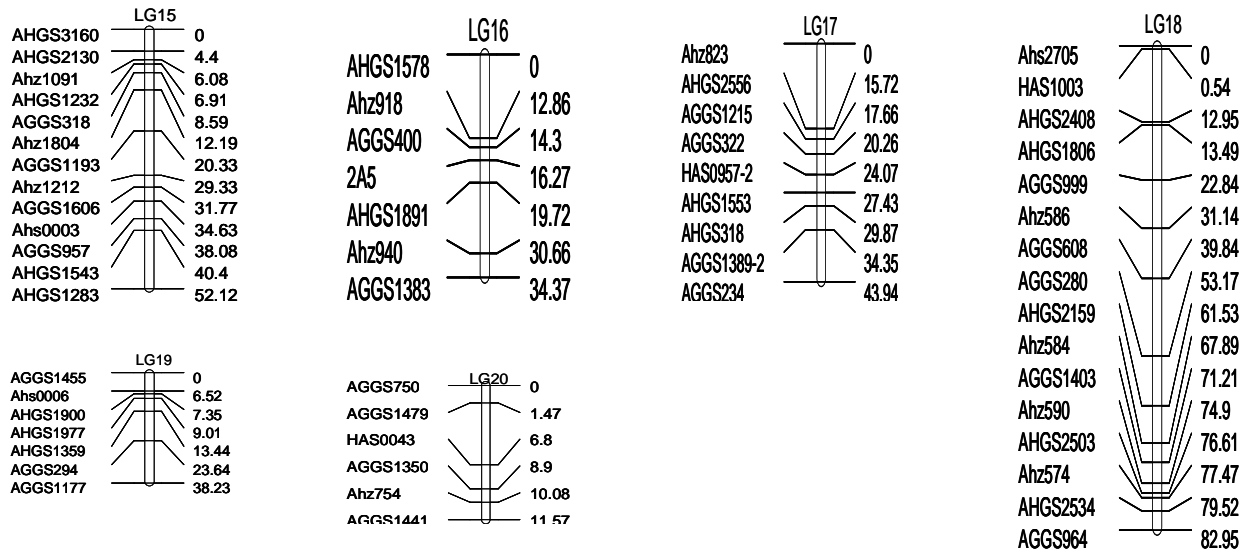 LG15
AHGS3160 0
AHGS2130 4.4
Ahz1091 6.08
AHGS1232 6.91
AGGS318 8.59
Ahz1804 12.19
AGGS1193 20.33
Ahz1212 29.33
AGGS1606 31.77
Ahs0003 34.63
AGGS957 38.08
AHGS1543 40.4
AHGS1283 52.12
LG16
AHGS1578 0
Ahz918 12.86
AGGS400 14.3
2A5 16.27
AHGS1891 19.72
Ahz940 30.66
AGGS1383 34.37
LG17
Ahz823 0
AHGS2556 15.72
AGGS1215 17.66
AGGS322 20.26
HAS0957-2 24.07
AHGS1553 27.43
AHGS318 29.87
AGGS1389-2 34.35
AGGS234 43.94
LG18
Ahs2705 0
HAS1003 0.54
AHGS2408 12.95
AHGS1806 13.49
AGGS999 22.84
Ahz586 31.14
AGGS608 39.84
AGGS280 53.17
AHGS2159 61.53
Ahz584 67.89
AGGS1403 71.21
Ahz590 74.9
AHGS2503 76.61
Ahz574 77.47
AHGS2534 79.52
AGGS964 82.95
LG19
AGGS1455 0
Ahs0006 6.52
AHGS1900 7.35
AHGS1977 9.01
AHGS1359 13.44
AGGS294 23.64
AGGS1177 38.23
LG20
AGGS750 0
AGGS1479 1.47
HAS0043 6.8
AGGS1350 8.9
Ahz754 10.08
AGGS1441 11.57